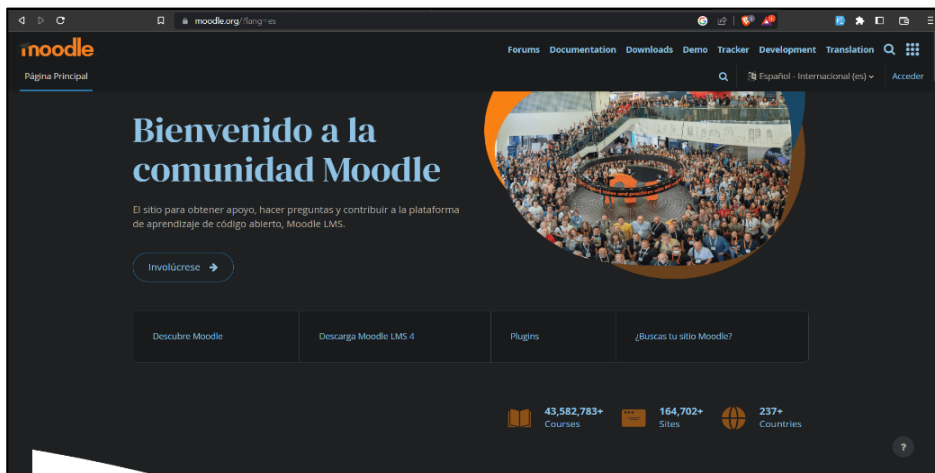 moodle.org/?lang=es
moodle
Forums Documentation Downloads Demo Tracker Development Translation
Página Principal
Español - Internacional (es)
Acceder
Bienvenido a la
comunidad Moodle
El sitio para obtener apoyo, hacer preguntas y contribuir a la plataforma
de aprendizaje de código abierto, Moodle LMS.
Involúcrese
Descubre Moodle
Descarga Moodle LMS 4
Plugins
¿Buscas tu sitio Moodle?
43,582,783+
Courses
164,702+
Sites
237+
Countries
?